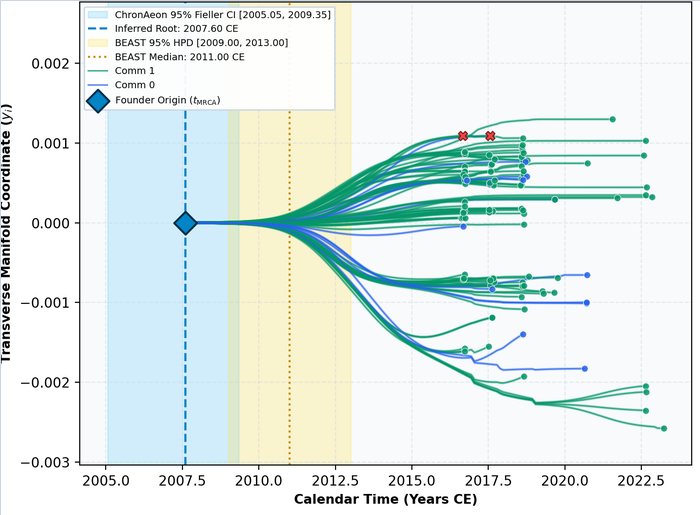 ChronAeon 95% Fieller CI [2005.05, 2009.35]
Inferred Root: 2007.60 CE
BEAST 95% HPD [2009.00, 2013.00]
BEAST Median: 2011.00 CE
Comm 1
Comm 0
Founder Origin (tMRCA)
Transverse Manifold Coordinate (yi)
0.002
0.001
0.000
−0.001
−0.002
−0.003
2005.0 2007.5 2010.0 2012.5 2015.0 2017.5 2020.0 2022.5
Calendar Time (Years CE)